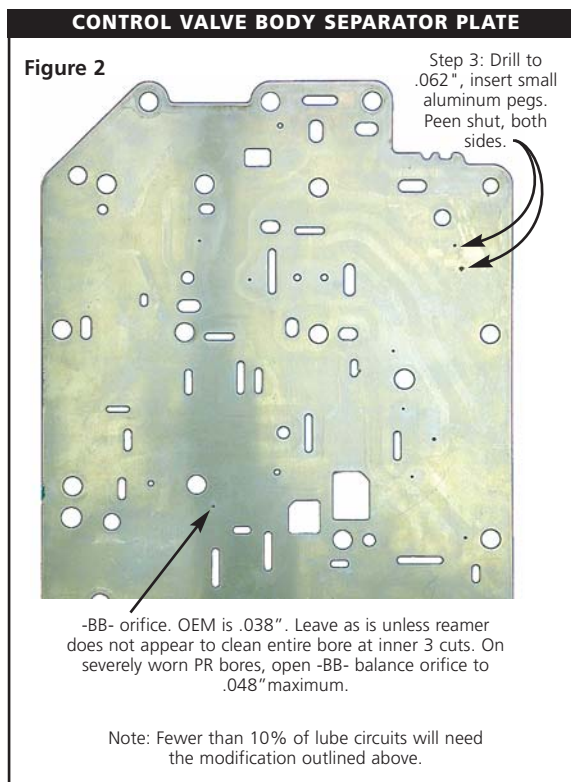 CONTROL VALVE BODY SEPARATOR PLATE
Figure 2
Step 3: Drill to
.062", insert small
aluminum pegs.
Peen shut, both
sides.
-BB- orifice. OEM is .038”. Leave as is unless reamer
does not appear to clean entire bore at inner 3 cuts. On
severely worn PR bores, open -BB- balance orifice to
.048”maximum.
Note: Fewer than 10% of lube circuits will need
the modification outlined above.